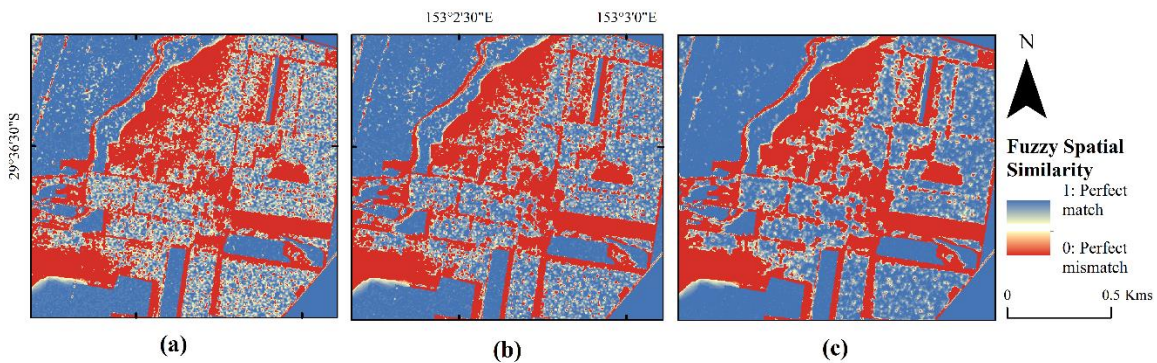 153°2'30"E
153°3'0"E
29°36'30"S
N
Fuzzy Spatial
Similarity
1: Perfect
match
0: Perfect
mismatch
0
0.5 Kms
(a)
(b)
(c)